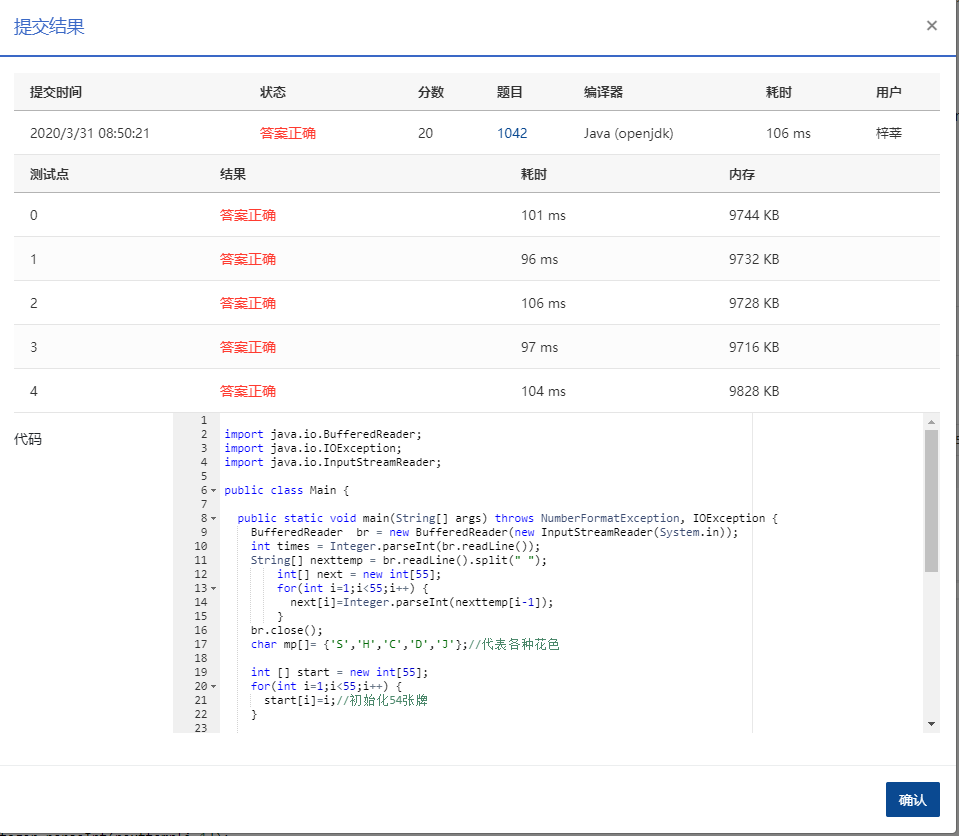 提交结果 ×
提交时间 状态 分数 题目 编译器 耗时 用户
2020/3/31 08:50:21 答案正确 20 1042 Java (openjdk) 106 ms 梓莘
测试点 结果 耗时 内存
0 答案正确 101 ms 9744 KB
1 答案正确 96 ms 9732 KB
2 答案正确 106 ms 9728 KB
3 答案正确 97 ms 9716 KB
4 答案正确 104 ms 9828 KB
代码
1
2 import java.io.BufferedReader;
3 import java.io.IOException;
4 import java.io.InputStreamReader;
5
6 public class Main {
7
8 public static void main(String[] args) throws NumberFormatException, IOException {
9 BufferedReader  br = new BufferedReader(new InputStreamReader(System.in));
10 int times = Integer.parseInt(br.readLine());
11 String[] nexttemp = br.readLine().split(" ");
12 int[] next = new int[55];
13 for(int i=1;i<55;i++) {
14 next[i]=Integer.parseInt(nexttemp[i-1]);
15 }
16 br.close();
17 char mp[]= {'S','H','C','D','J'};//代表各种花色
18
19 int [] start = new int[55];
20 for(int i=1;i<55;i++) {
21 start[i]=i;//初始化54张牌
22 }
23
确认